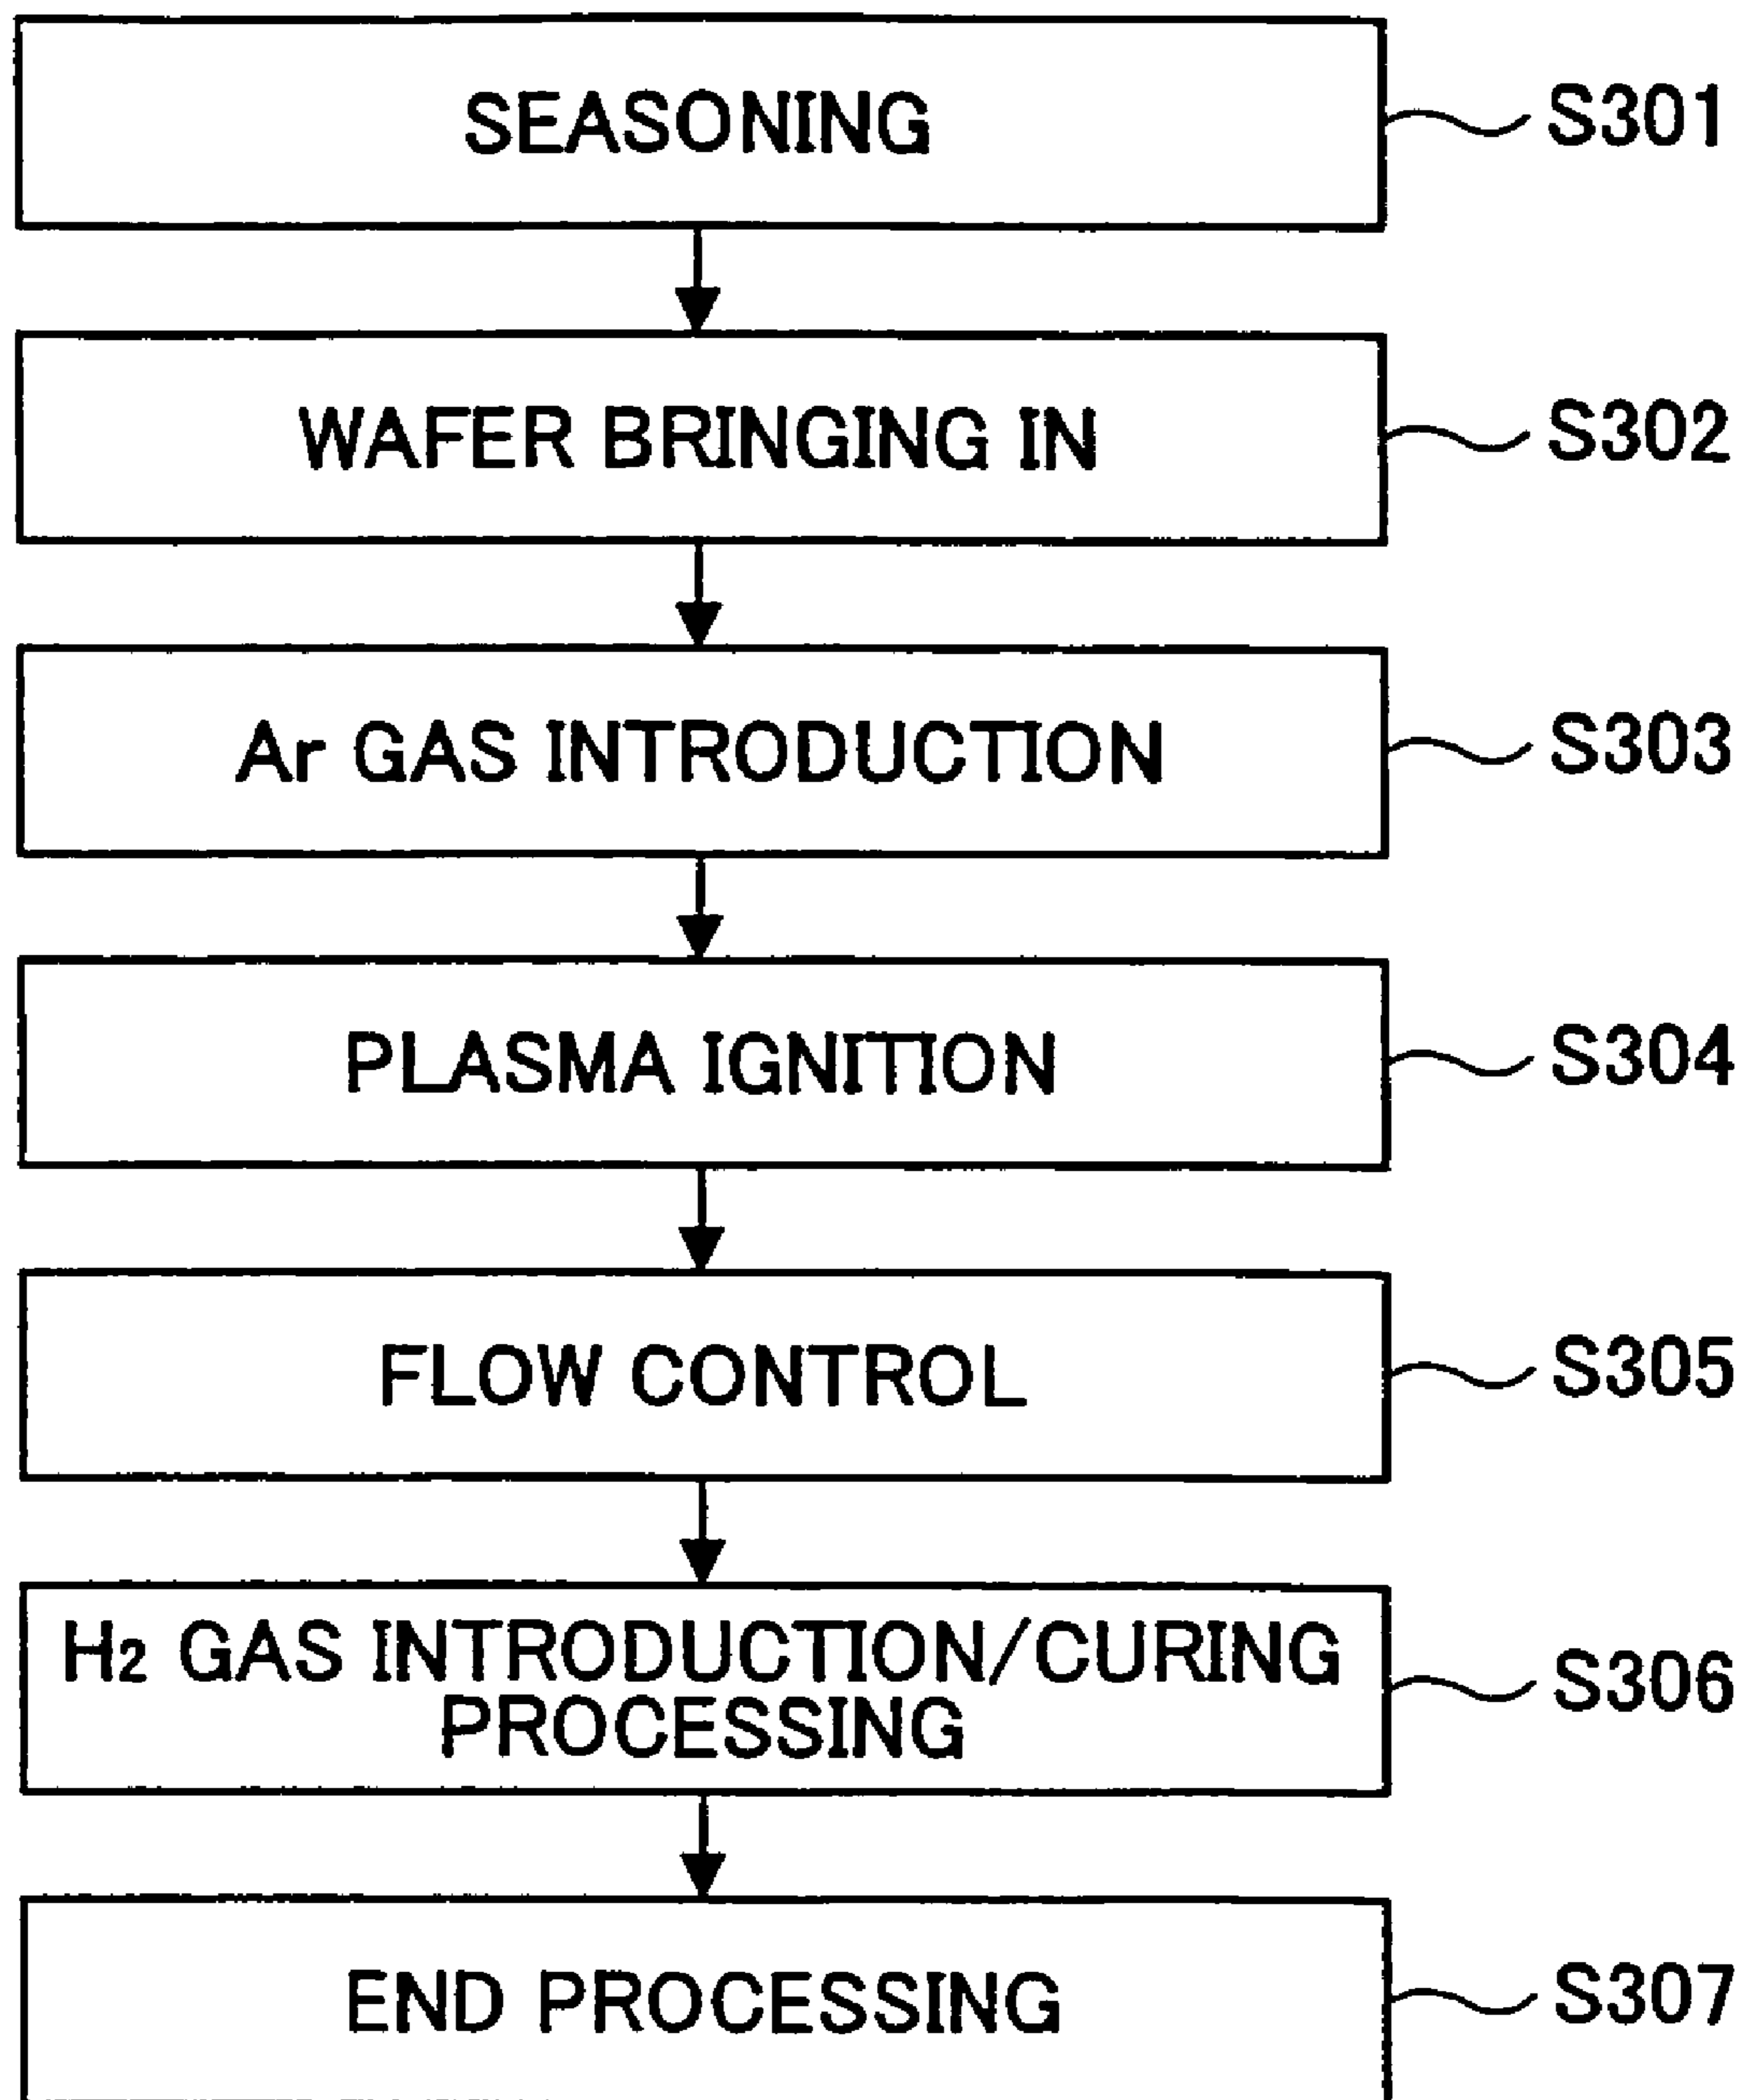 SEASONING
S301
WAFER BRINGING IN
S302
Ar GAS INTRODUCTION
S303
PLASMA IGNITION
S304
FLOW CONTROL
S305
H2 GAS INTRODUCTION/CURING
PROCESSING
S306
END PROCESSING
S307